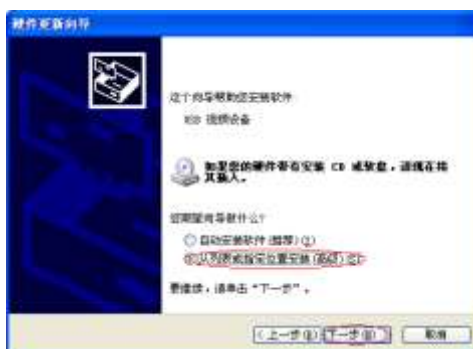 硬件更新向导
这个向导帮助您安装软件:
USB 视频设备
如果您的硬件带有安装 CD 或软盘，请现在将
其插入。
您期望向导做什么?
自动安装软件(推荐)(I)
从列表或指定位置安装(高级)(S)
要继续，请单击“下一步”。
<上一步(B)
下一步(N)>
取消